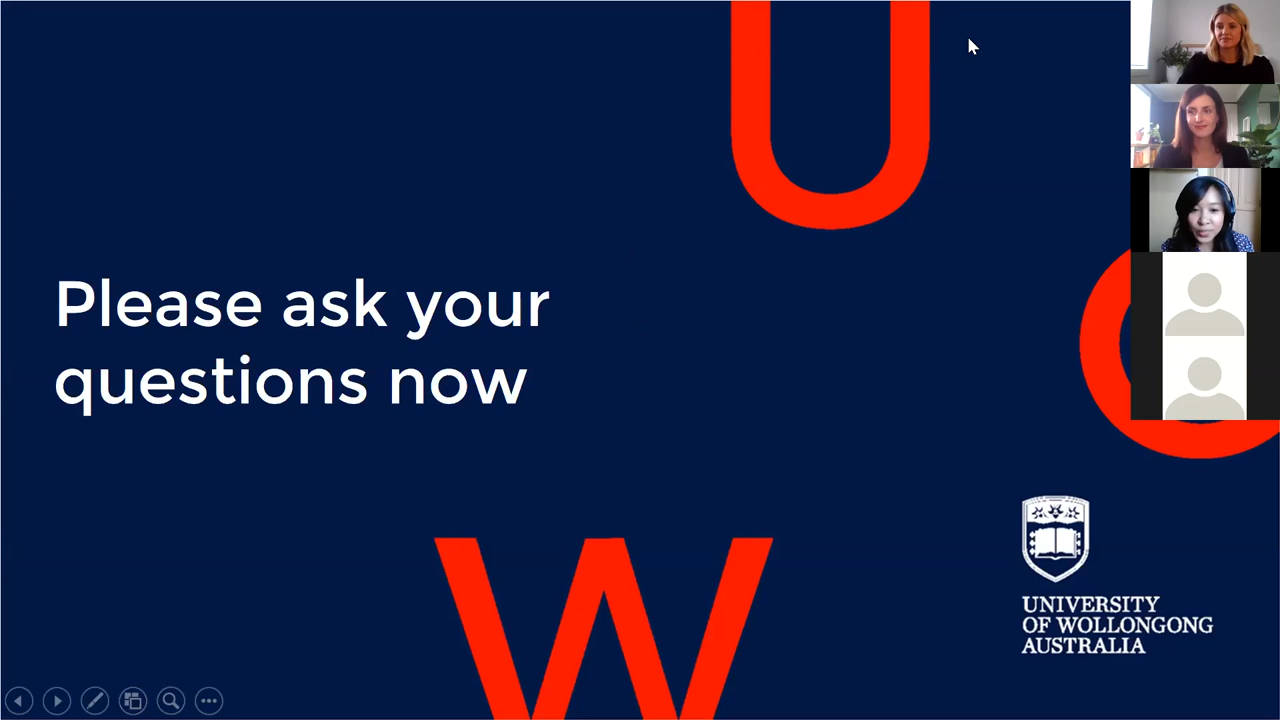 U
Please ask your
questions now
O
W
UNIVERSITY
OF WOLLONGONG
AUSTRALIA